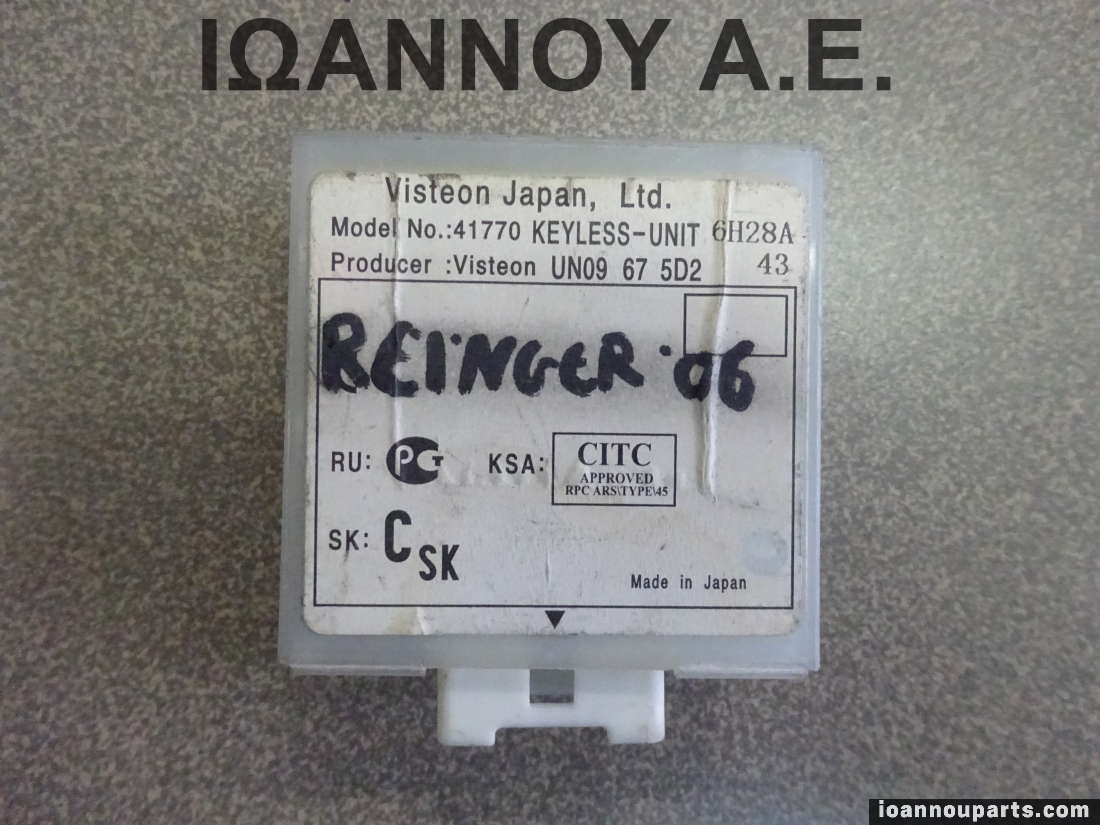 ΙΩΑΝΝΟΥ Α.Ε.
Visteon Japan, Ltd.
Model No.:41770 KEYLESS-UNIT 6H28A
Producer :Visteon UN09 67 5D2 43
REINGER '06
RU: PCT KSA: CITC
APPROVED
RPC ARS\TYPE\45
SK: CSK
Made in Japan
ioannouparts.com